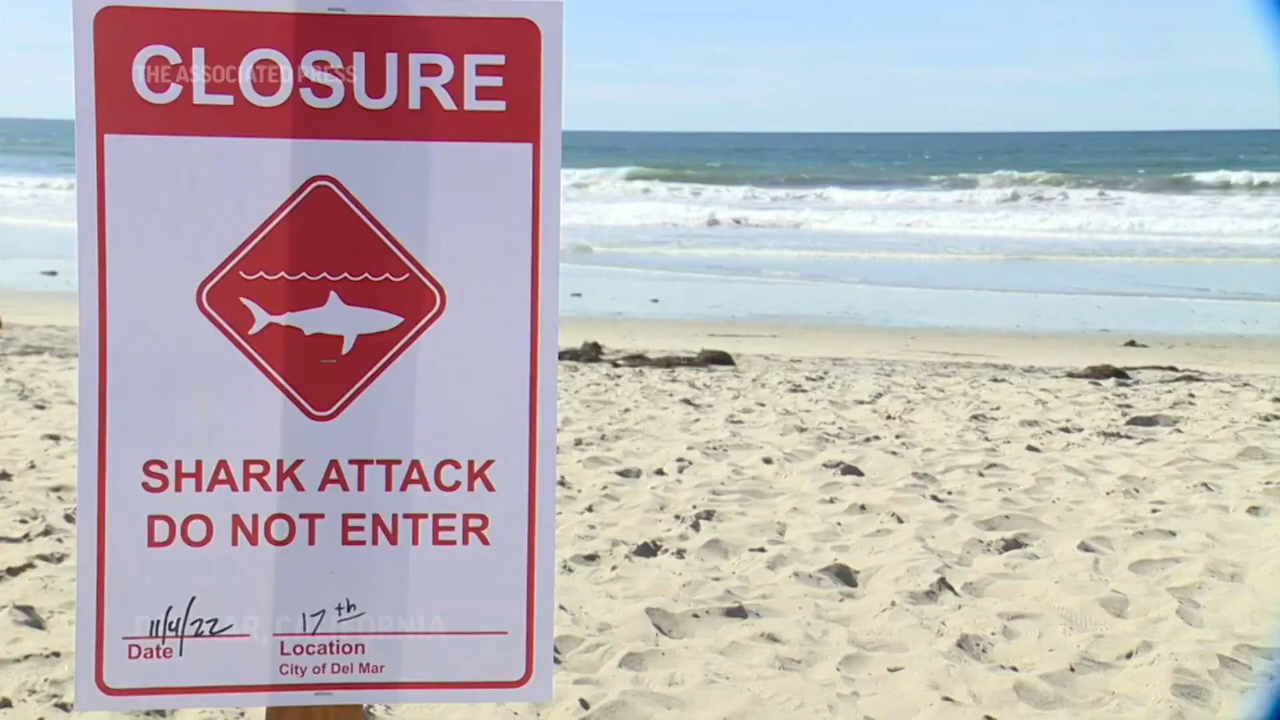 CLOSURE
THE ASSOCIATED PRESS
SHARK ATTACK
DO NOT ENTER
11/4/22
17th
Date
Location
City of Del Mar
CALIFORNIA